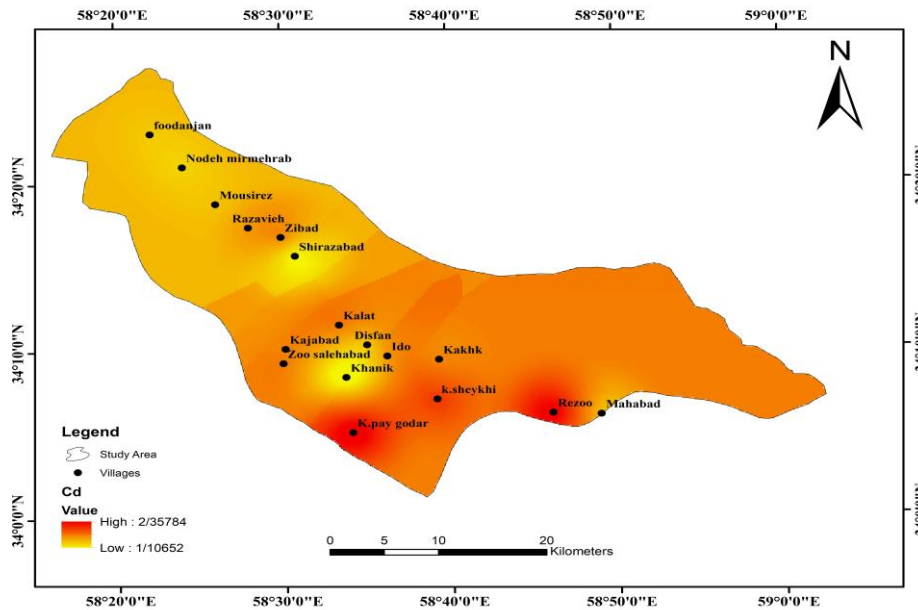 58°20'0"E 58°30'0"E 58°40'0"E 58°50'0"E 59°0'0"E
N
foodanjan
Nodeh mirmehrab
34°20'0"N
Mousirez
Razavieh
Zibad
Shirazabad
Kalat
Disfan
Kajabad
Ido
34°10'0"N
Zoo salehabad
Kakhk
Khanik
k.sheykhi
Rezoo
Mahabad
K.pay godar
Legend
Study Area
Villages
Cd
Value
High : 2/35784
Low : 1/10652
34°0'0"N
0 5 10 20
Kilometers
58°20'0"E 58°30'0"E 58°40'0"E 58°50'0"E 59°0'0"E